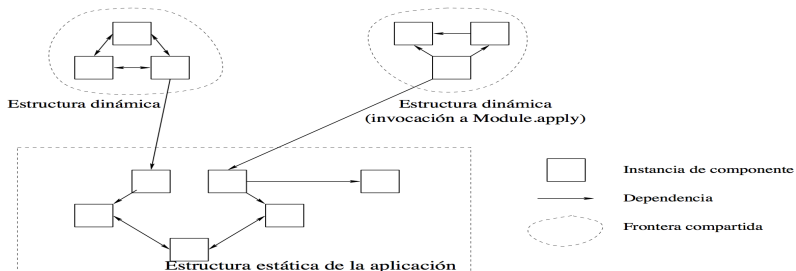 Estructura dinámica
Estructura dinámica
(invocación a Module.apply)
Instancia de componente
Dependencia
Frontera compartida
Estructura estática de la aplicación